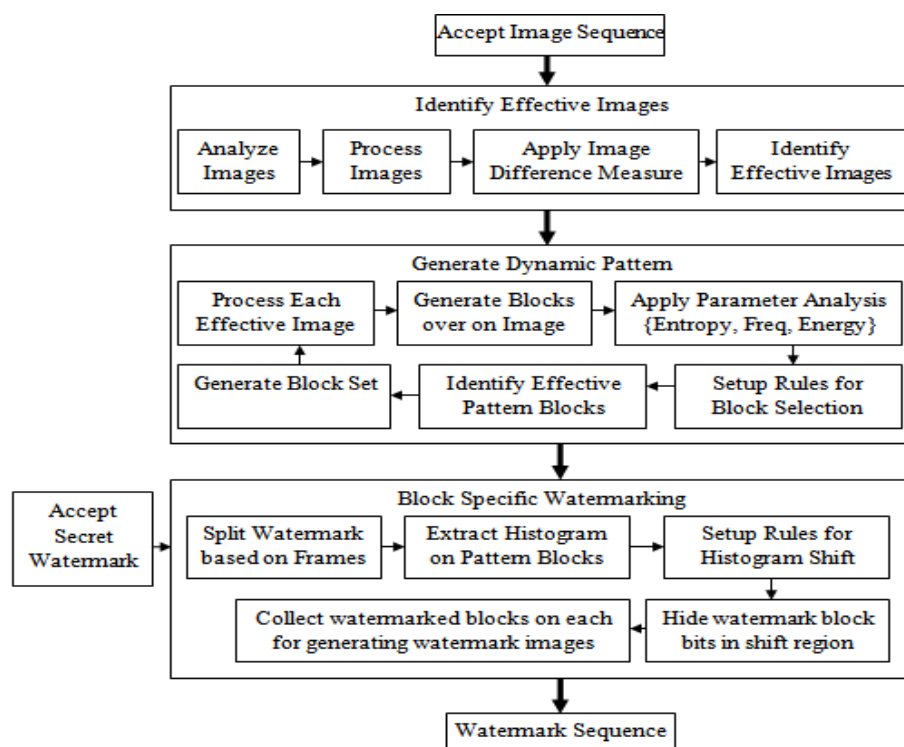 Accept Image Sequence
Identify Effective Images
Analyze
Images
Process
Images
Apply Image
Difference Measure
Identify
Effective Images
Generate Dynamic Pattern
Process Each
Effective Image
Generate Blocks
over on Image
Apply Parameter Analysis
{Entropy, Freq, Energy}
Setup Rules for
Block Selection
Identify Effective
Pattern Blocks
Generate Block Set
Accept
Secret
Watermark
Block Specific Watermarking
Split Watermark
based on Frames
Extract Histogram
on Pattern Blocks
Setup Rules for
Histogram Shift
Hide watermark block
bits in shift region
Collect watermarked blocks on each
for generating watermark images
Watermark Sequence